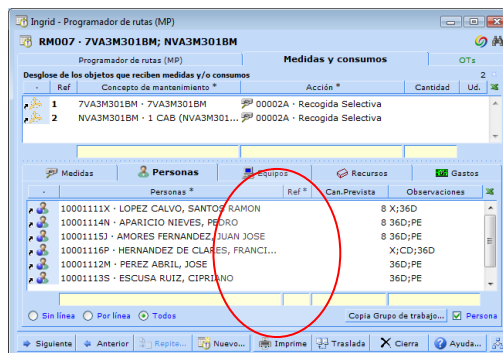 Ingrid - Programador de rutas (MP)
RM007 · 7VA3M301BM; NVA3M301BM
Programador de rutas (MP) Medidas y consumos OTs
Desglose de los objetos que reciben medidas y/o consumos 2
- Ref Concepto de mantenimiento * Acción * Cantidad Ud.
1 7VA3M301BM · 7VA3M301BM 00002A · Recogida Selectiva
2 NVA3M301BM · 1 CAB (NVA3M301... 00002A · Recogida Selectiva
Medidas Personas Equipos Recursos Gastos
- Personas * Ref * Can.Prevista Observaciones
10001111X · LOPEZ CALVO, SANTOS RAMON 8 X;36D
10001114N · APARICIO NIEVES, PEDRO 8 36D;PE
10001115J · AMORES FERNANDEZ, JUAN JOSE 8 36D;PE
10001116P · HERNANDEZ DE CLARES, FRANCI... X;CD;36D
10001112M · PEREZ ABRIL, JOSE 36D;PE
10001113S · ESCUSA RUIZ, CIPRIANO 36D;PE
Sin línea Por línea Todos Copia Grupo de trabajo... Persona
Siguiente Anterior Repite... Nuevo... Imprime Traslada Cierra Ayuda...